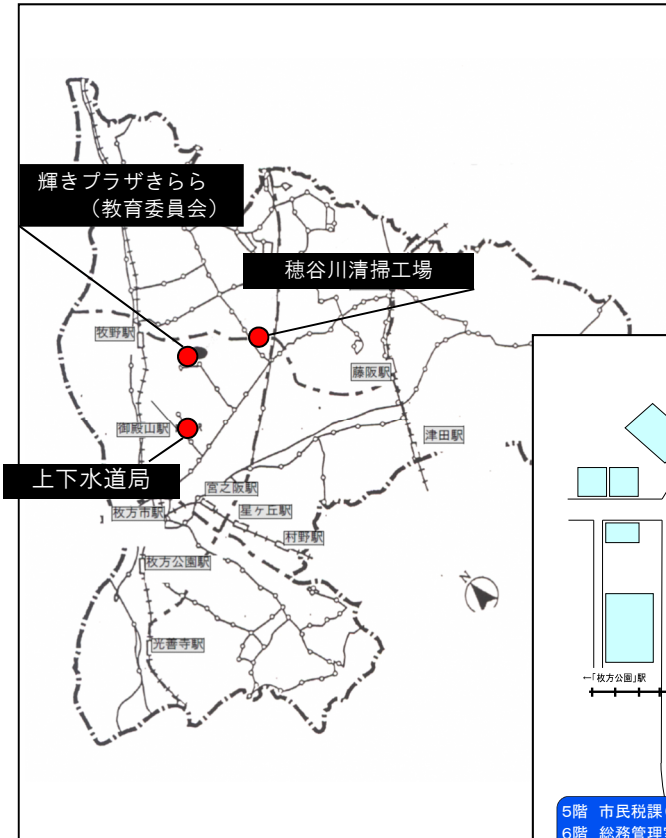 輝きプラザきらら
（教育委員会）
穂谷川清掃工場
牧野駅
藤阪駅
御殿山駅
津田駅
上下水道局
宮之阪駅
枚方市駅
星ヶ丘駅
村野駅
枚方公園駅
N
光善寺駅
←｢枚方公園｣駅
5階 市民税課
6階 総務管理